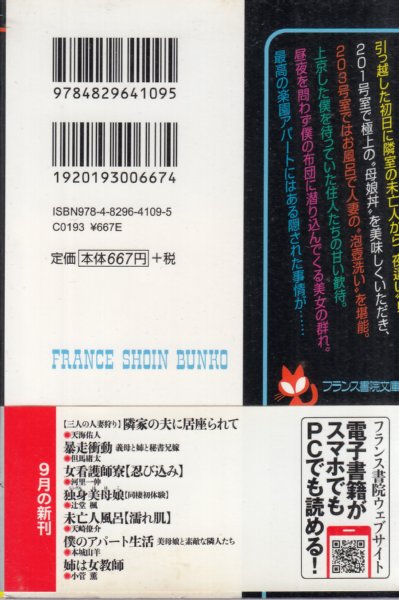 引っ越した初日に隣室の未亡人から“夜這い”!
201号室で極上の“母娘丼”を美味しくいただき、
203号室ではお風呂で人妻の“泡壺洗い”を堪能。
上京した僕を待っていた住人たちの甘い歓待。
昼夜を問わず僕の布団に潜り込んでくる美女の群れ。
最高の楽園アパートにはある隠された事情が……
フランス書院文庫
9784829641095
1920193006674
ISBN978-4-8296-4109-5
C0193 ¥667E
定価 本体667円 +税
FRANCE SHOIN BUNKO
フランス書院ウェブサイト
電子書籍が
スマホでも
PCでも読める!
9月の新刊
【三人の人妻狩り】隣家の夫に居座られて
●天海佑人
暴走衝動 義母と姉と秘書兄嫁
●但馬庸太
女看護師寮【忍び込み】
●河里一伸
独身美母娘【同棲初体験】
●辻堂 楓
未亡人風呂【濡れ肌】
●天崎僚介
僕のアパート生活 美母娘と素敵な隣人たち
●本城山羊
姉は女教師
●小菅 薫